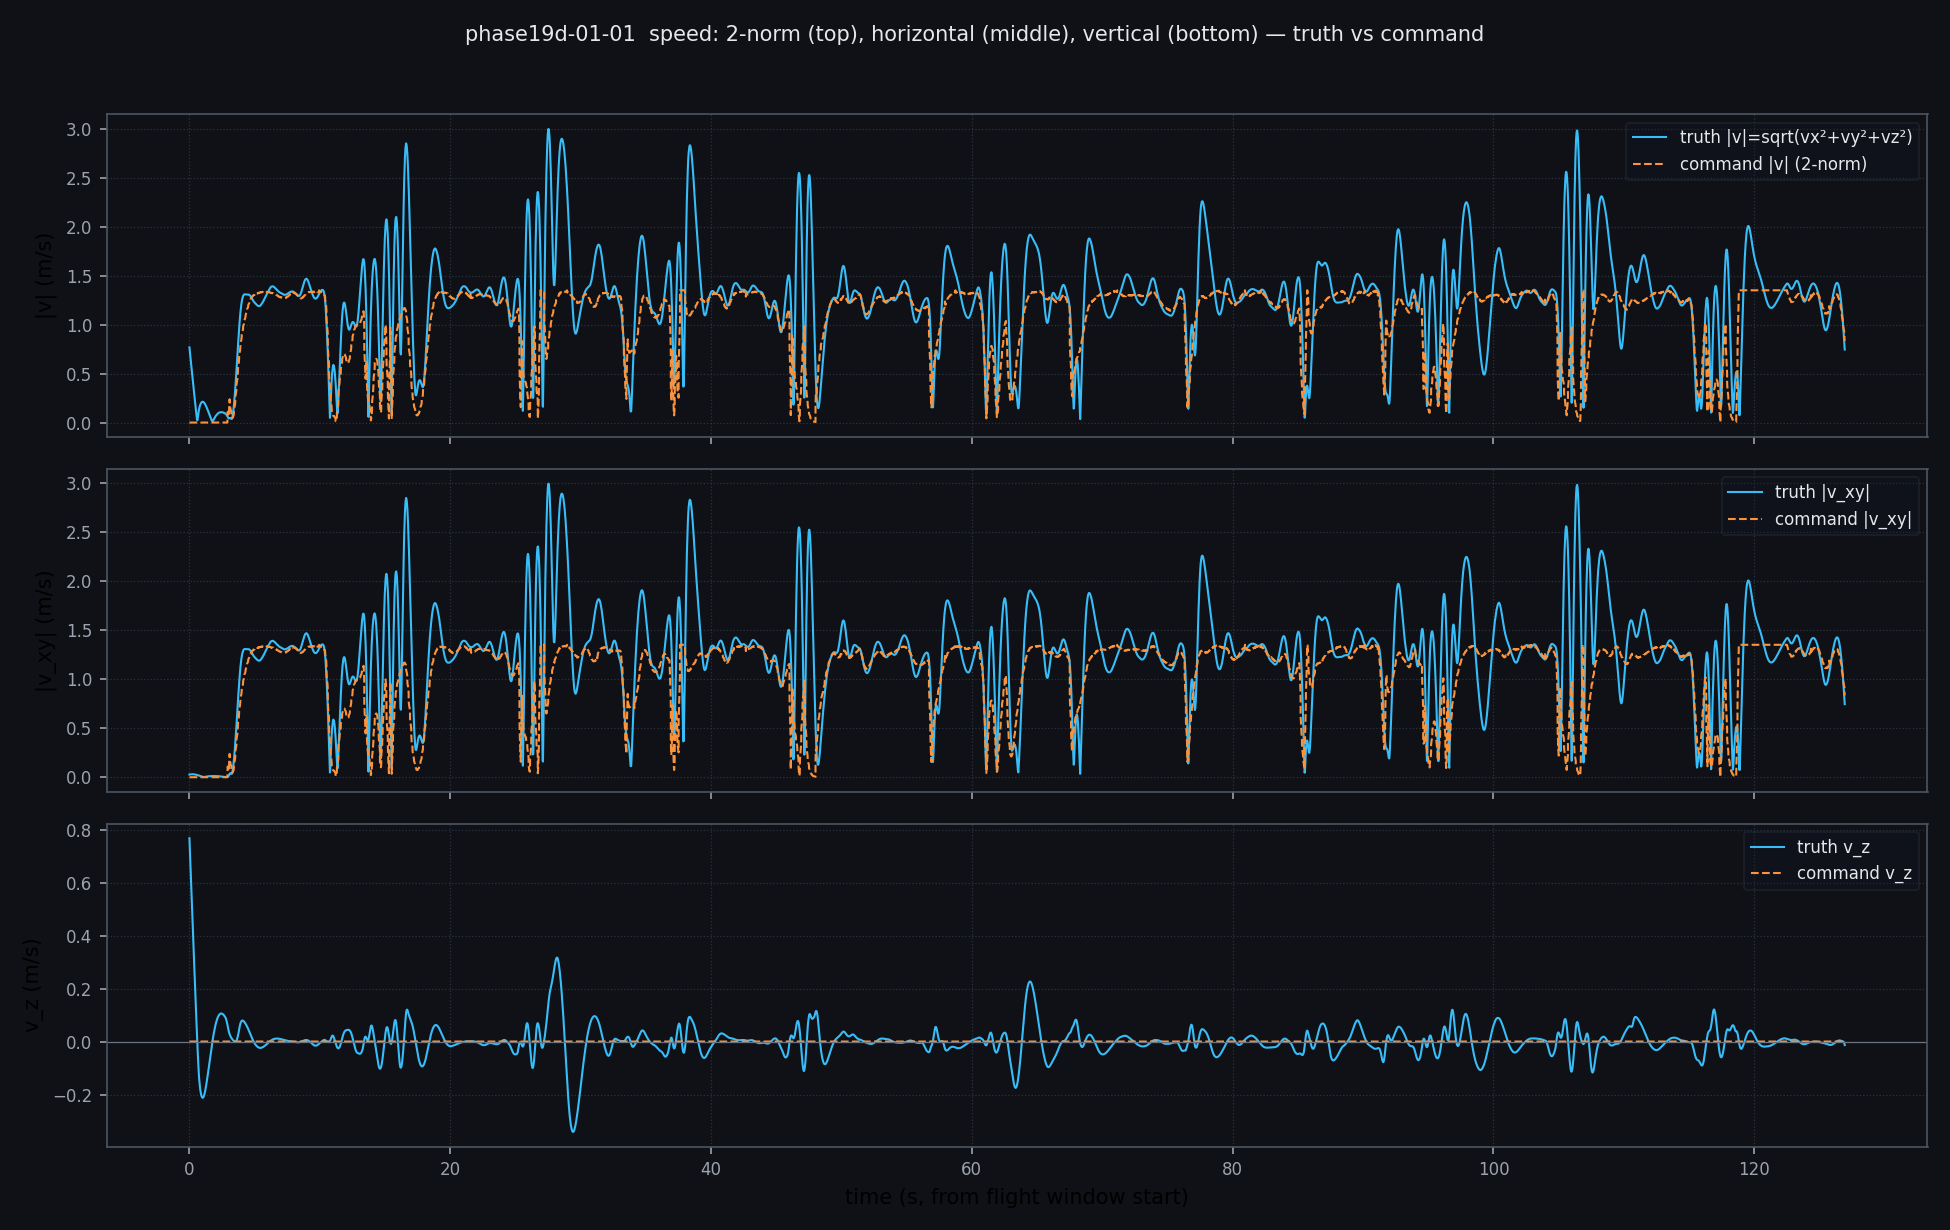 phase19d-01-01  speed: 2-norm (top), horizontal (middle), vertical (bottom) — truth vs command
|v| (m/s)
3.0
2.5
2.0
1.5
1.0
0.5
0.0
truth |v|=sqrt(vx²+vy²+vz²)
command |v| (2-norm)
|v_xy| (m/s)
3.0
2.5
2.0
1.5
1.0
0.5
0.0
truth |v_xy|
command |v_xy|
v_z (m/s)
0.8
0.6
0.4
0.2
0.0
−0.2
truth v_z
command v_z
0 20 40 60 80 100 120
time (s, from flight window start)